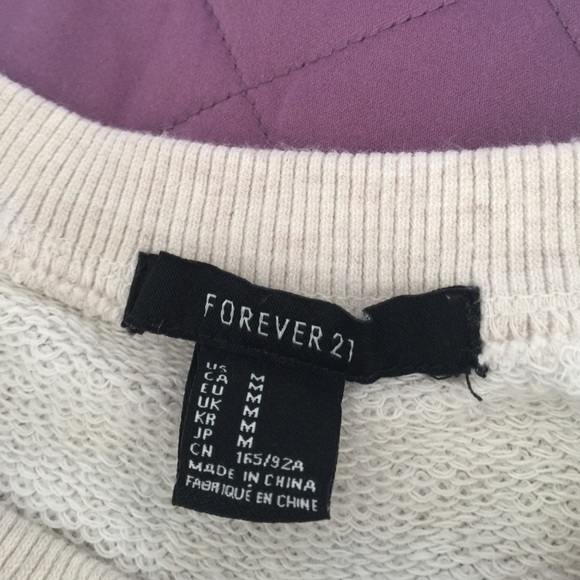 FOREVER 21
US M
CA M
EU M
UK M
KR M
JP M
CN 165/92A
MADE IN CHINA
FABRIQUÉ EN CHINE